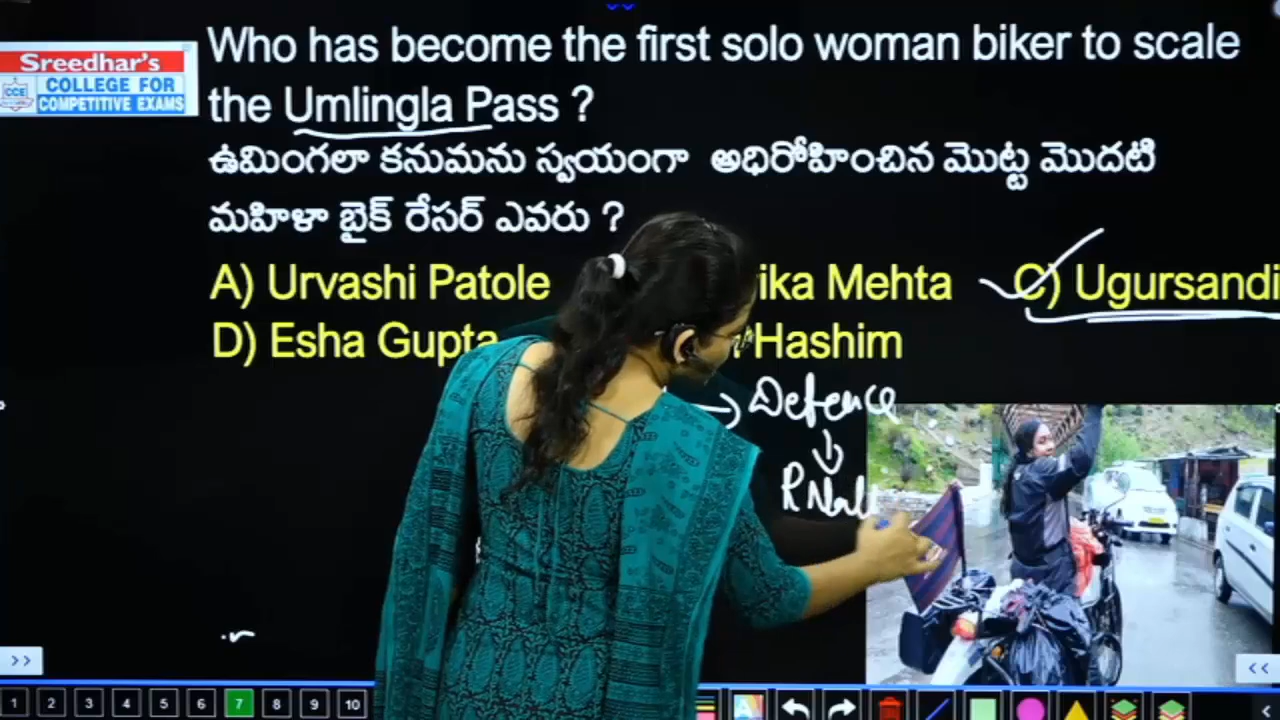 Who has become the first solo woman biker to scale
Sreedhar's
CCE
COLLEGE FOR
COMPETITIVE EXAMS
the Umlingla Pass ?
ఉమింగలా కనుమను స్వయంగా అధిరోహించిన మొట్ట మొదటి
మహిళా బైక్ రేసర్ ఎవరు ?
A) Urvashi Patole ika Mehta C) Ugursandi
D) Esha Gupta Hashim
Defence
>>
<<
1 2 3 4 5 6 7 8 9 10
<